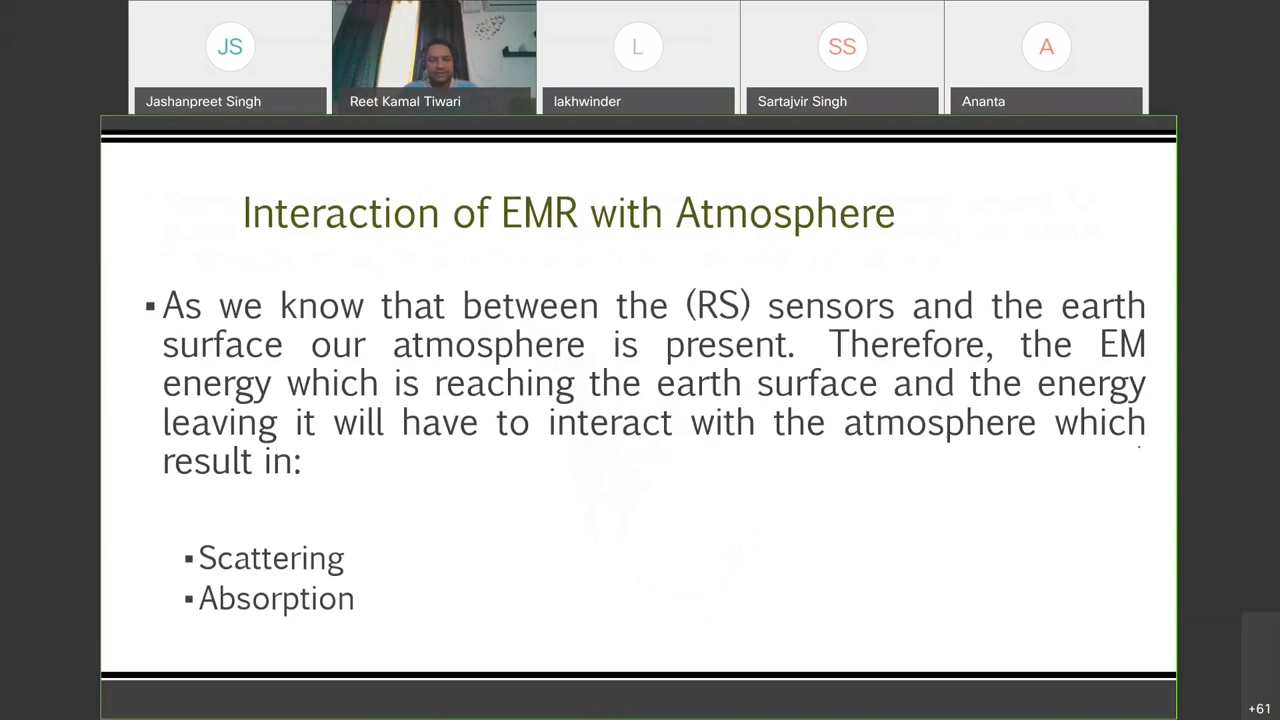 JS
L
SS
A
Jashanpreet Singh
Reet Kamal Tiwari
lakhwinder
Sartajvir Singh
Ananta
Interaction of EMR with Atmosphere
▪As we know that between the (RS) sensors and the earth
surface our atmosphere is present. Therefore, the EM
energy which is reaching the earth surface and the energy
leaving it will have to interact with the atmosphere which
result in:
▪Scattering
▪Absorption
+61